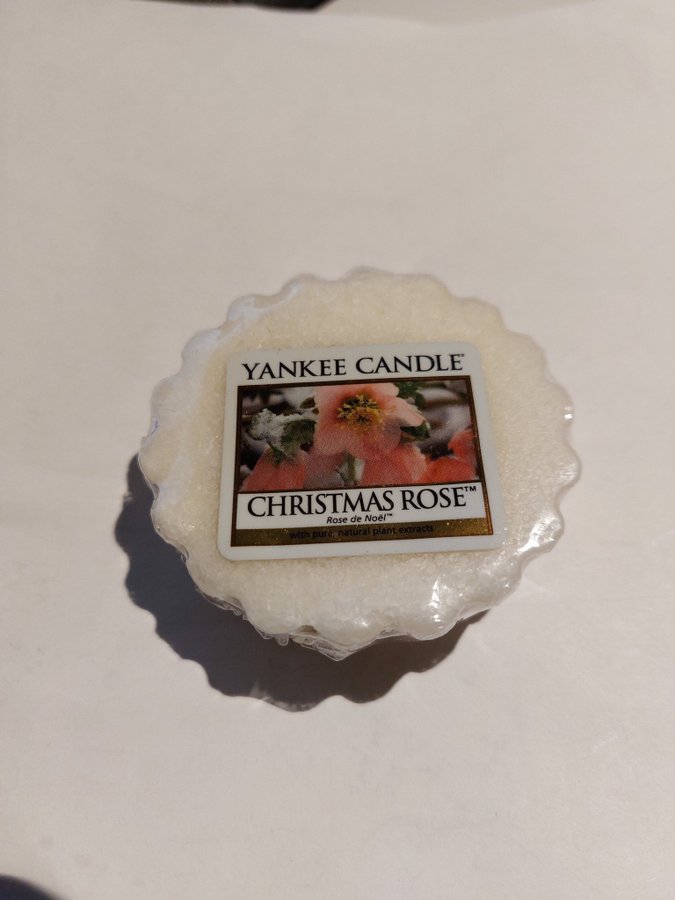 YANKEE CANDLE®
CHRISTMAS ROSE™
Rose de Noël™
with pure, natural plant extracts